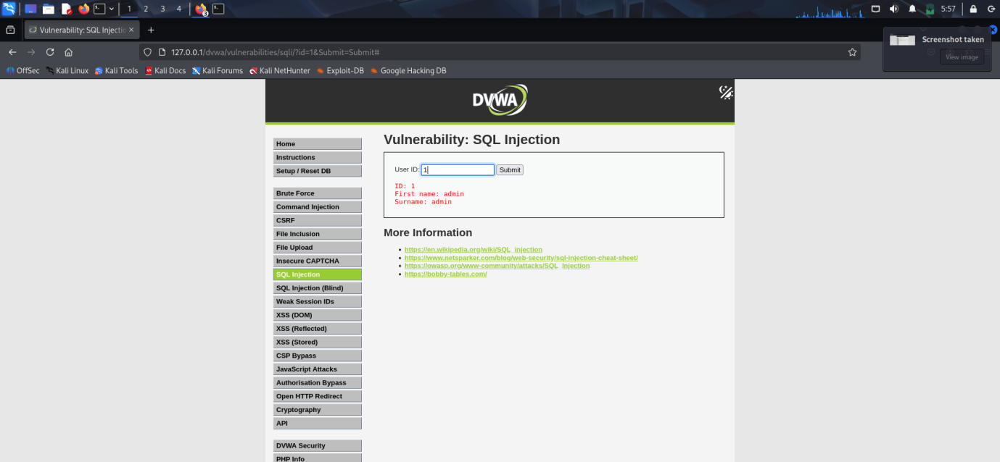 1 2 3 4 3 5:57
Vulnerability: SQL Injectio × +
Screenshot taken
View image
127.0.0.1/dvwa/vulnerabilities/sqli/?id=1&Submit=Submit#
OffSec Kali Linux Kali Tools Kali Docs Kali Forums Kali NetHunter Exploit-DB Google Hacking DB
DVWA
Vulnerability: SQL Injection
User ID: 1 Submit
ID: 1
First name: admin
Surname: admin
More Information
https://en.wikipedia.org/wiki/SQL_injection
https://www.netsparker.com/blog/web-security/sql-injection-cheat-sheet/
https://owasp.org/www-community/attacks/SQL_Injection
https://bobby-tables.com/
Home
Instructions
Setup / Reset DB
Brute Force
Command Injection
CSRF
File Inclusion
File Upload
Insecure CAPTCHA
SQL Injection
SQL Injection (Blind)
Weak Session IDs
XSS (DOM)
XSS (Reflected)
XSS (Stored)
CSP Bypass
JavaScript Attacks
Authorisation Bypass
Open HTTP Redirect
Cryptography
API
DVWA Security
PHP Info